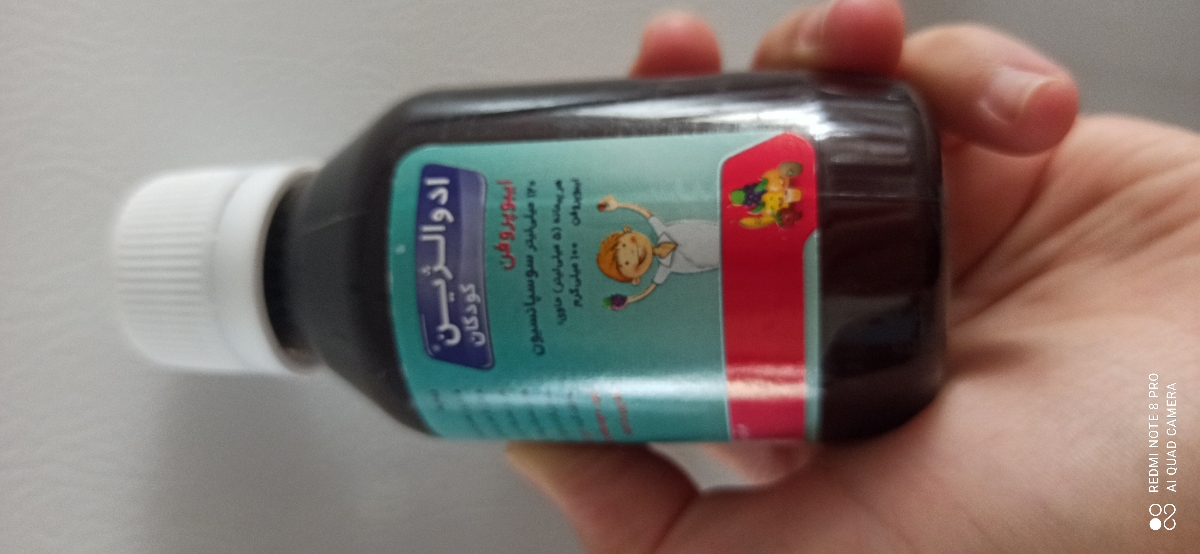 ادوالـژیـن
کودکان
ایبوپروفن
۱۲۰ میلی‌لیتر سوسپانسیون
هر پیمانه (۵ میلی‌لیتر) حاوی:
ایبوپروفن ۱۰۰ میلی‌گرم
REDMI NOTE 8 PRO
AI QUAD CAMERA